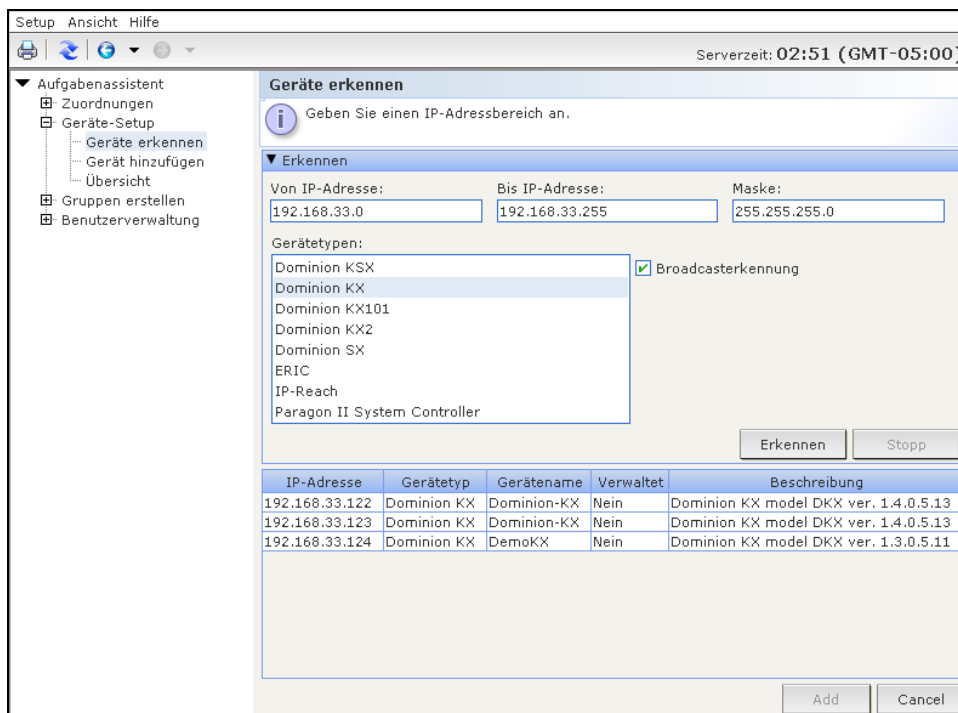 Setup Ansicht Hilfe
Serverzeit: 02:51 (GMT-05:00)
Aufgabenassistent
Zuordnungen
Geräte-Setup
Geräte erkennen
Gerät hinzufügen
Übersicht
Gruppen erstellen
Benutzerverwaltung
Geräte erkennen
Geben Sie einen IP-Adressbereich an.
Erkennen
Von IP-Adresse: Bis IP-Adresse: Maske:
192.168.33.0 192.168.33.255 255.255.255.0
Gerätetypen:
Dominion KSX
Broadcasterkennung
Dominion KX
Dominion KX101
Dominion KX2
Dominion SX
ERIC
IP-Reach
Paragon II System Controller
Erkennen Stopp
IP-Adresse Gerätetyp Gerätename Verwaltet Beschreibung
192.168.33.122 Dominion KX Dominion-KX Nein Dominion KX model DKX ver. 1.4.0.5.13
192.168.33.123 Dominion KX Dominion-KX Nein Dominion KX model DKX ver. 1.4.0.5.13
192.168.33.124 Dominion KX DemoKX Nein Dominion KX model DKX ver. 1.3.0.5.11
Add Cancel